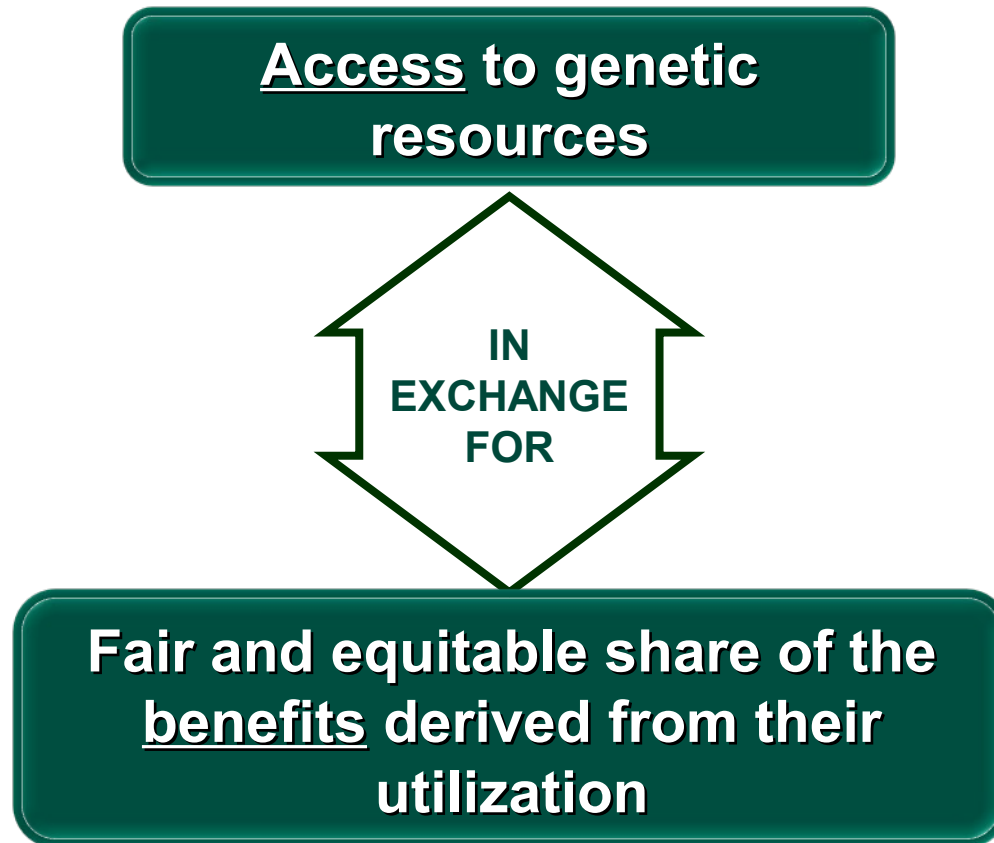 Access to genetic
resources
IN
EXCHANGE
FOR
Fair and equitable share of the
benefits derived from their
utilization